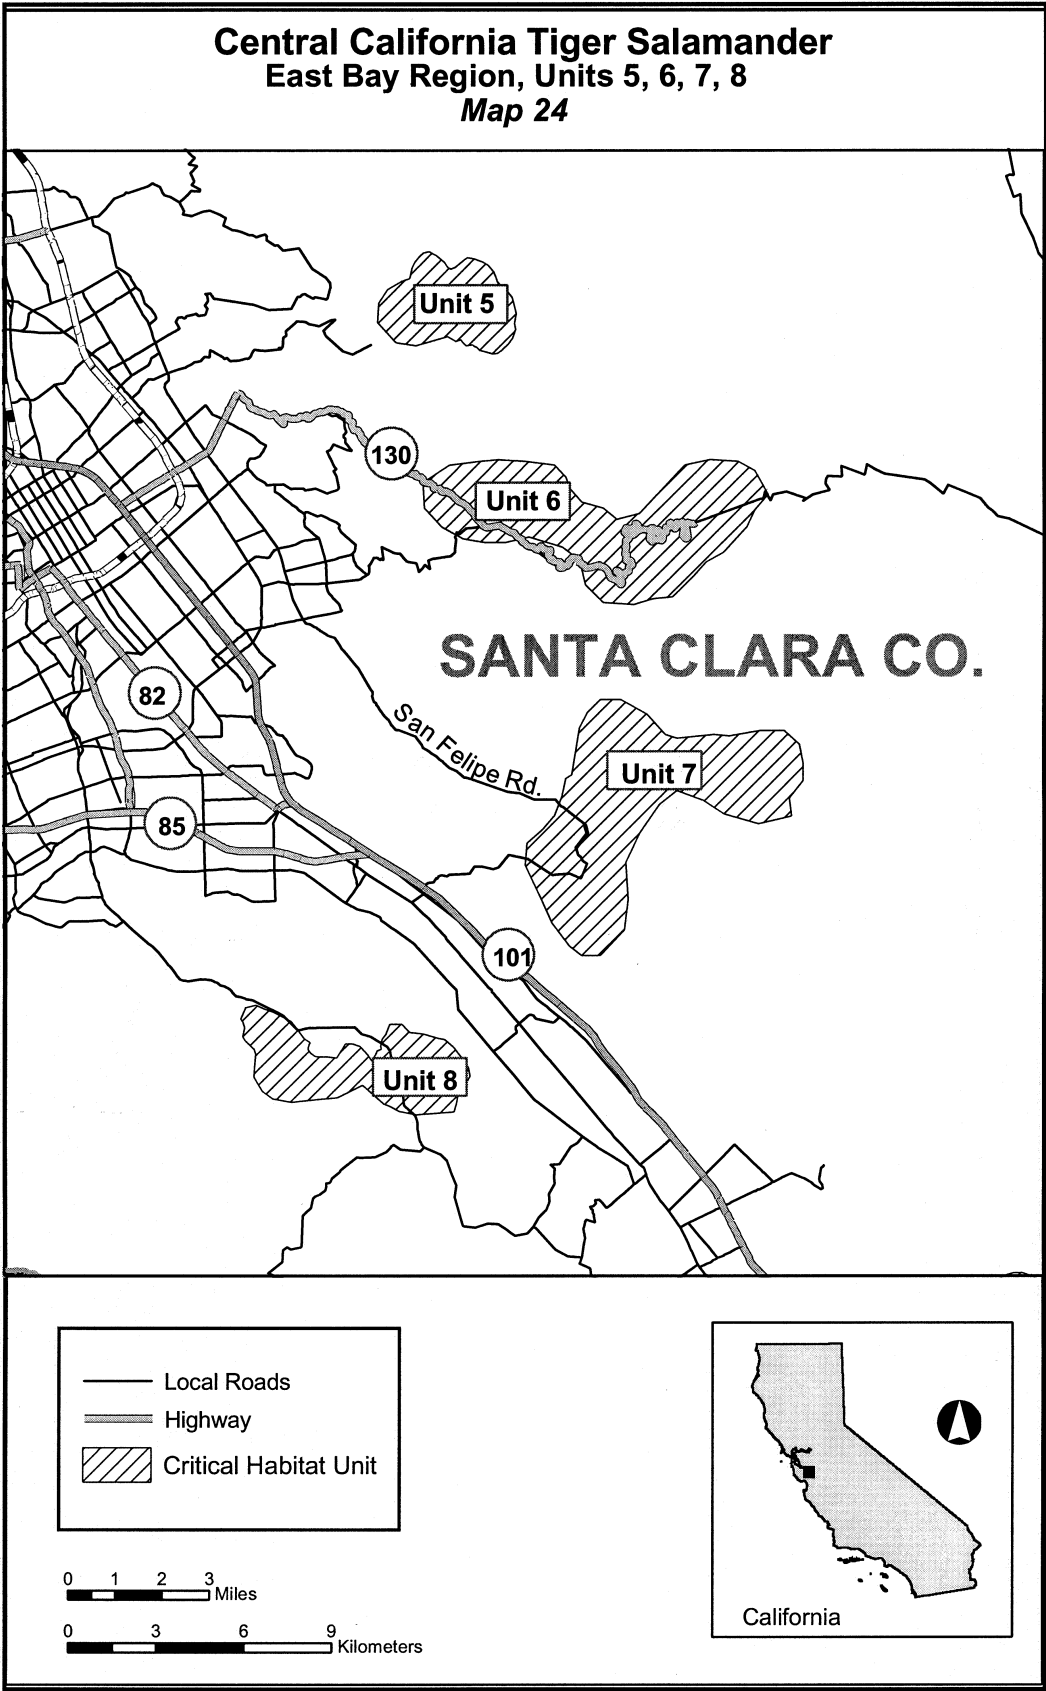 Central California Tiger Salamander
East Bay Region, Units 5, 6, 7, 8
Map 24
Unit 5
130
Unit 6
SANTA CLARA CO.
82
San Felipe Rd.
Unit 7
85
101
Unit 8
Local Roads
Highway
Critical Habitat Unit
0 1 2 3
Miles
0 3 6 9
Kilometers
California